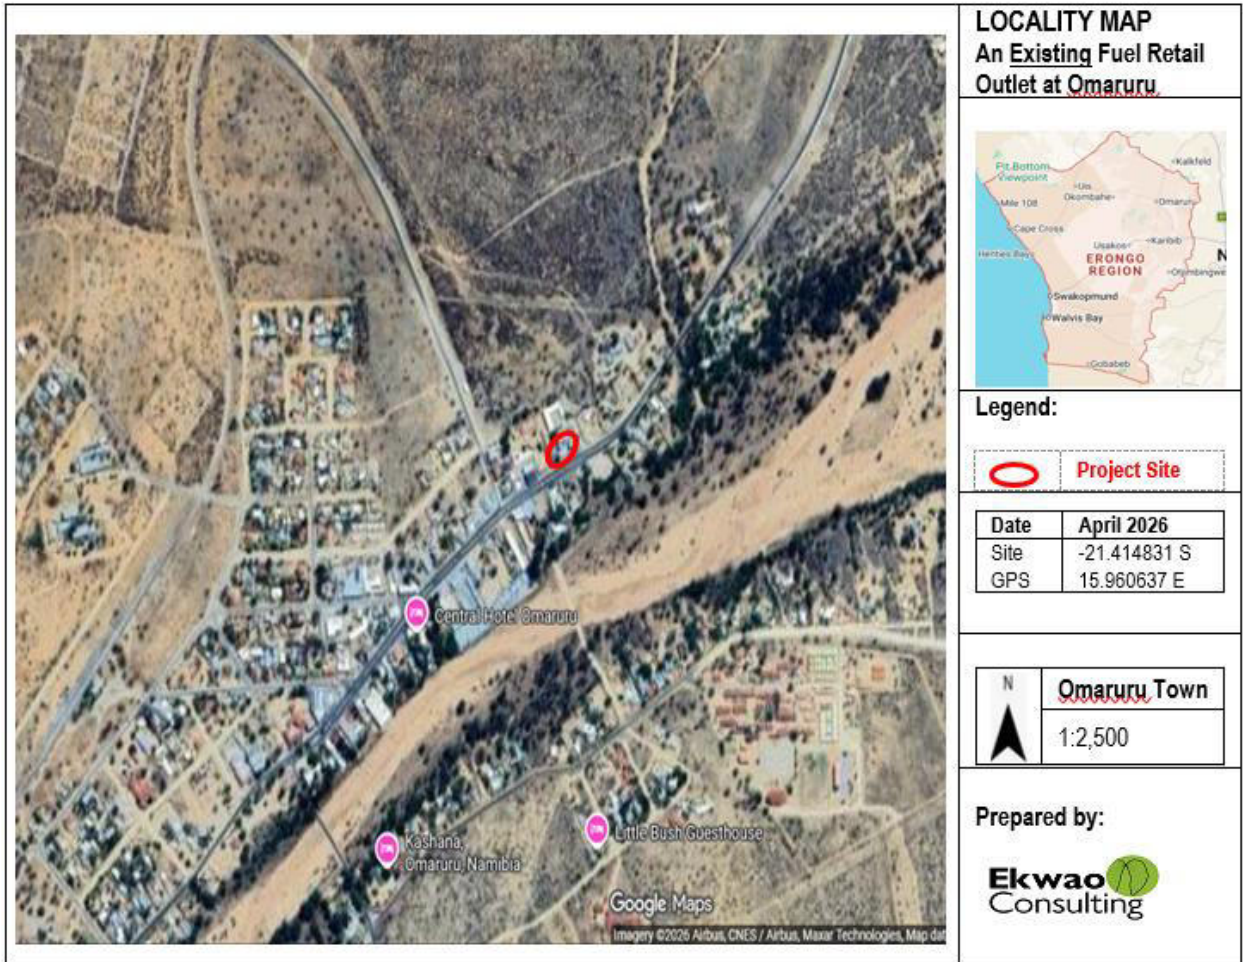 LOCALITY MAP
An Existing Fuel Retail
Outlet at Omaruru
Pit-Bottom
Viewpoint
Kalkfeld
Uis
Okombahe
Mile 108
Omaruru
Cape Cross
Henties Bay
Usakos
Karibib
ERONGO
REGION
N
Otjimbingwe
Swakopmund
Walvis Bay
Gobabeb
Legend:
Project Site
Date April 2026
Site -21.414831 S
GPS 15.960637 E
N
Omaruru Town
1:2,500
Prepared by:
Ekwao
Consulting
Central Hotel Omaruru
Kashana,
Omaruru, Namibia
Little Bush Guesthouse
Google Maps
Imagery ©2026 Airbus, CNES / Airbus, Maxar Technologies, Map dat